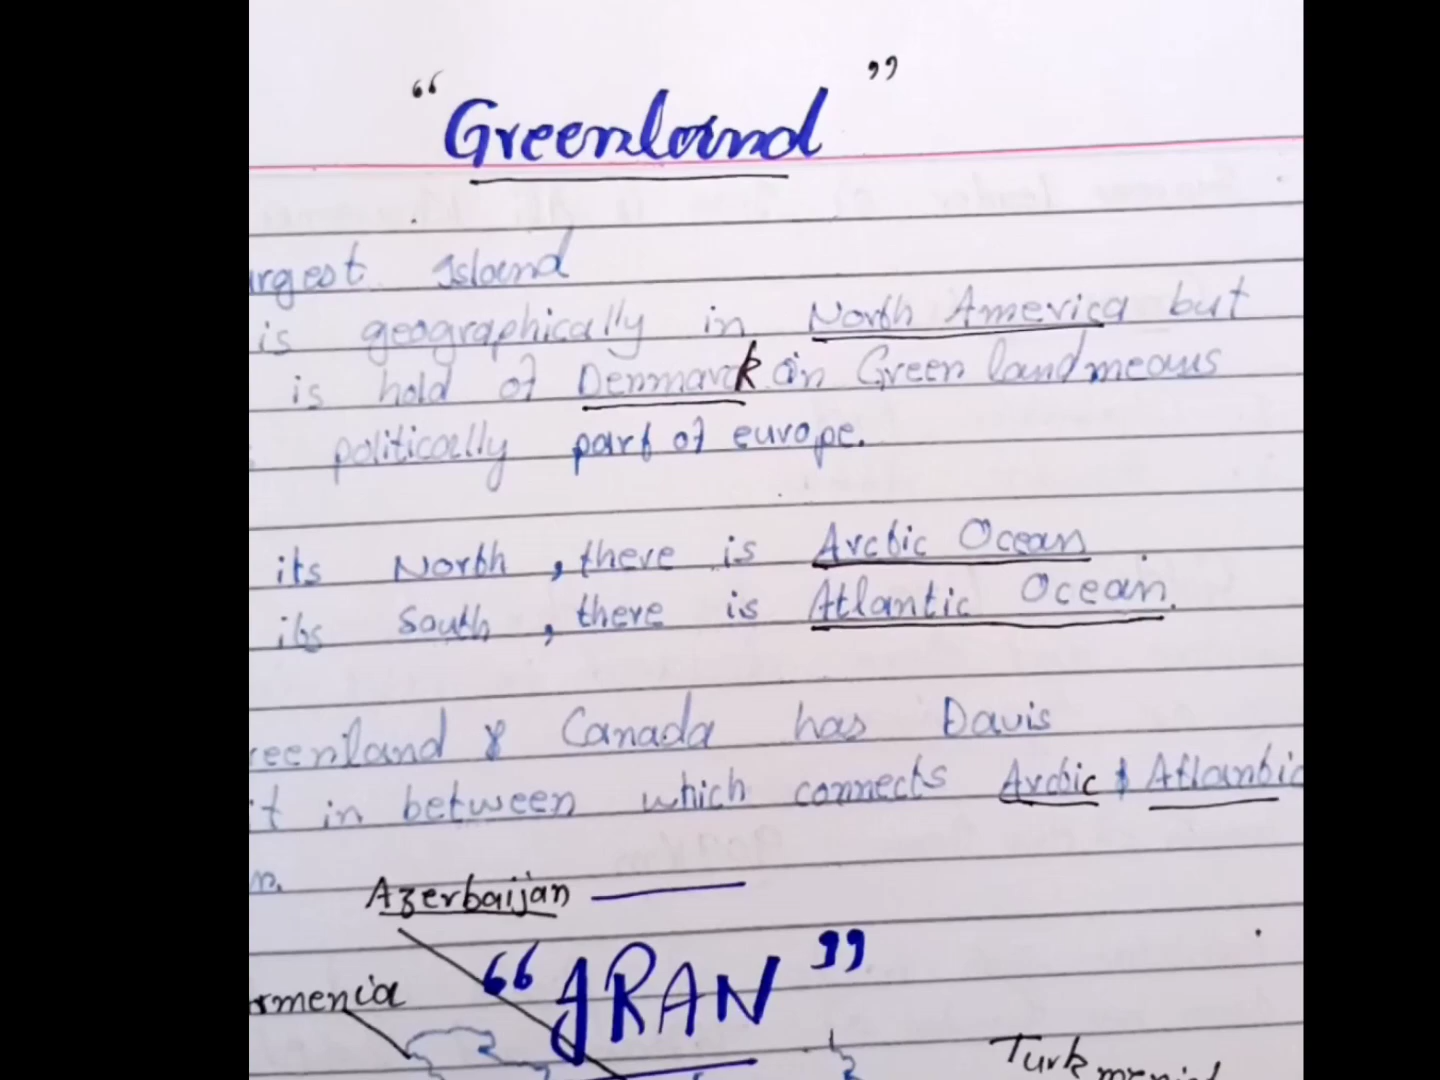 "Greenland"
rgest Island
is geographically in North America but
is hold of Denmark in Greenland means
politically part of europe.
its North, there is Arctic Ocean
its South, there is Atlantic Ocean.
eenland & Canada has Davis
t in between which connects Arctic & Atlantic
n.
Azerbaijan
"IRAN"
rmenia
Turkmenist